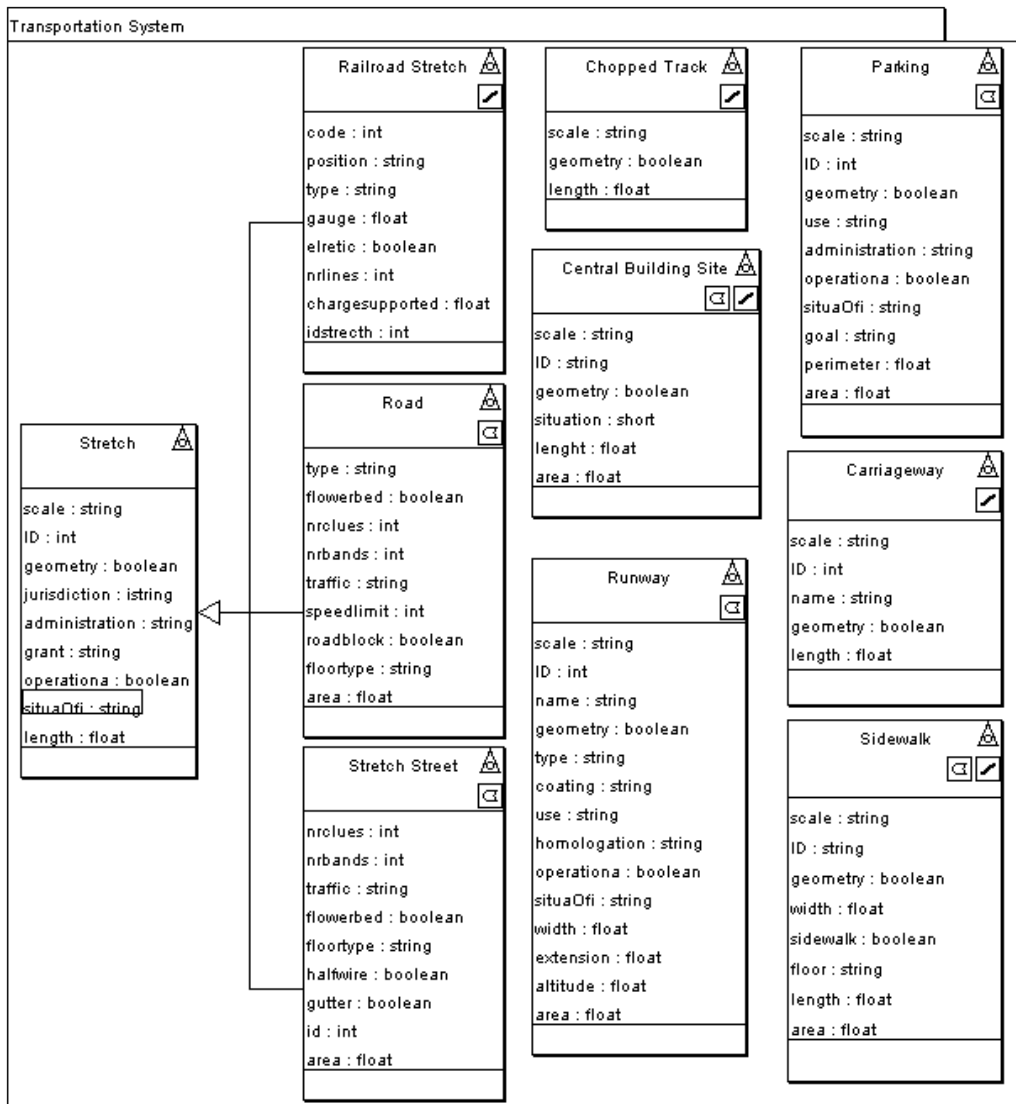 Transportation System
Railroad Stretch
code : int
position : string
type : string
gauge : float
elretic : boolean
nrlines : int
chargesupported : float
idstrecth : int
Chopped Track
scale : string
geometry : boolean
length : float
Parking
scale : string
ID : int
geometry : boolean
use : string
administration : string
operationa : boolean
situaOfi : string
goal : string
perimeter : float
area : float
Central Building Site
scale : string
ID : string
geometry : boolean
situation : short
lenght : float
area : float
Road
type : string
flowerbed : boolean
nrclues : int
nrbands : int
traffic : string
speedlimit : int
roadblock : boolean
floortype : string
area : float
Stretch
scale : string
ID : int
geometry : boolean
jurisdiction : istring
administration : string
grant : string
operationa : boolean
situaOfi : string
length : float
Carriageway
scale : string
ID : int
name : string
geometry : boolean
length : float
Runway
scale : string
ID : int
name : string
geometry : boolean
type : string
coating : string
use : string
homologation : string
operationa : boolean
situaOfi : string
width : float
extension : float
altitude : float
area : float
Stretch Street
nrclues : int
nrbands : int
traffic : string
flowerbed : boolean
floortype : string
halfwire : boolean
gutter : boolean
id : int
area : float
Sidewalk
scale : string
ID : string
geometry : boolean
width : float
sidewalk : boolean
floor : string
length : float
area : float